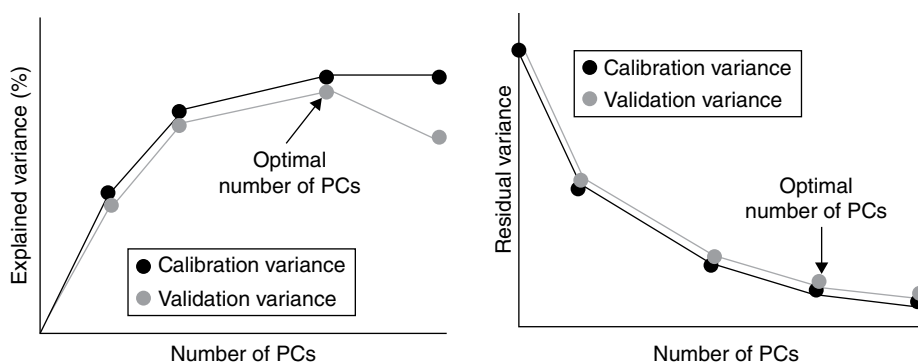 Explained variance (%)
Optimal
number of PCs
Calibration variance
Validation variance
Number of PCs
Residual variance
Calibration variance
Validation variance
Optimal
number of PCs
Number of PCs